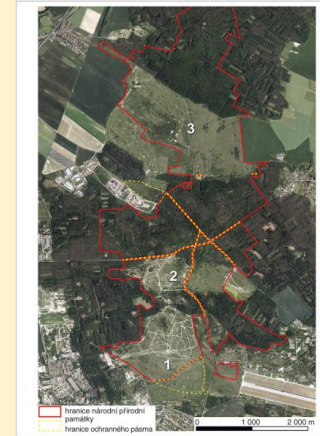 3
2
1
hranice národní přírodní
památky
hranice ochranného pásma
0 1 000 2 000 m